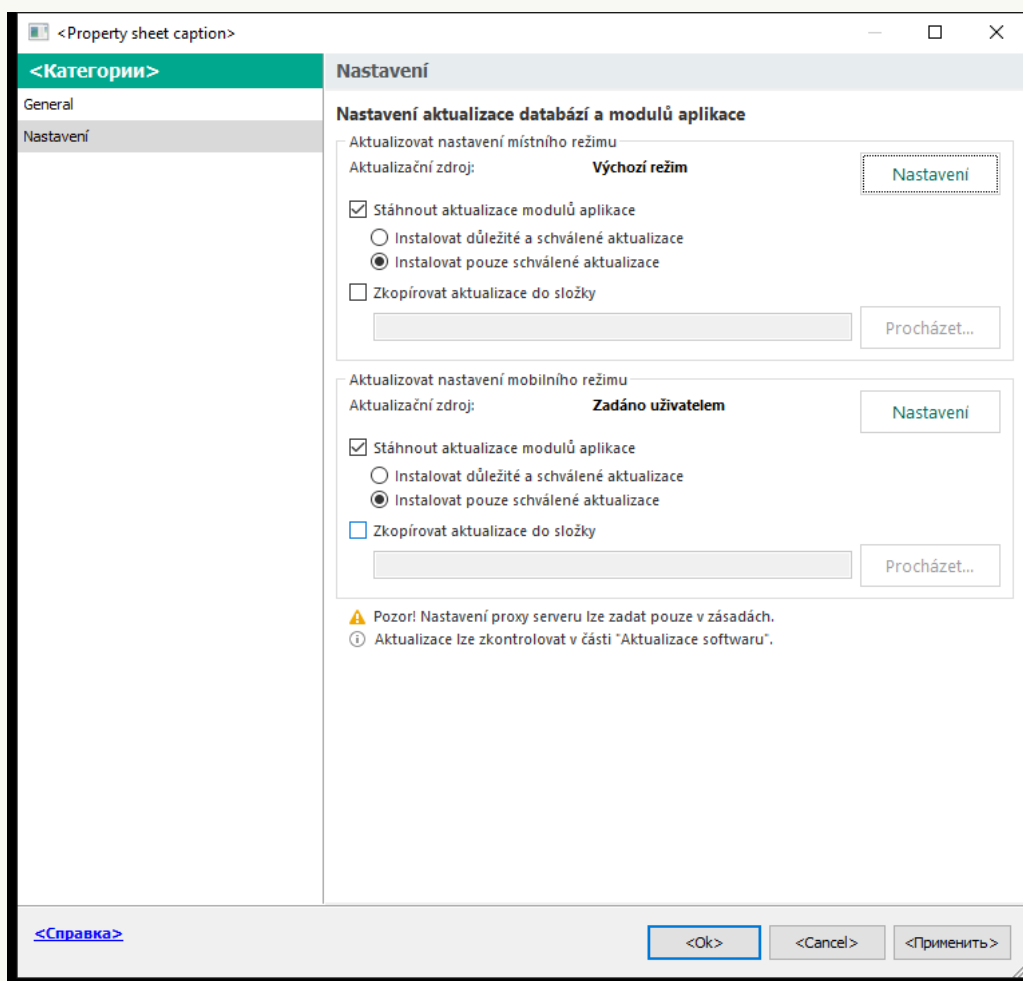 <Property sheet caption>
<Категории>
General
Nastavení
Nastavení
Nastavení aktualizace databází a modulů aplikace
Aktualizovat nastavení místního režimu
Aktualizační zdroj: Výchozí režim Nastavení
Stáhnout aktualizace modulů aplikace
Instalovat důležité a schválené aktualizace
Instalovat pouze schválené aktualizace
Zkopírovat aktualizace do složky
Procházet...
Aktualizovat nastavení mobilního režimu
Aktualizační zdroj: Zadáno uživatelem Nastavení
Stáhnout aktualizace modulů aplikace
Instalovat důležité a schválené aktualizace
Instalovat pouze schválené aktualizace
Zkopírovat aktualizace do složky
Procházet...
Pozor! Nastavení proxy serveru lze zadat pouze v zásadách.
Aktualizace lze zkontrolovat v části "Aktualizace softwaru".
<Справка> <Ok> <Cancel> <Применить>